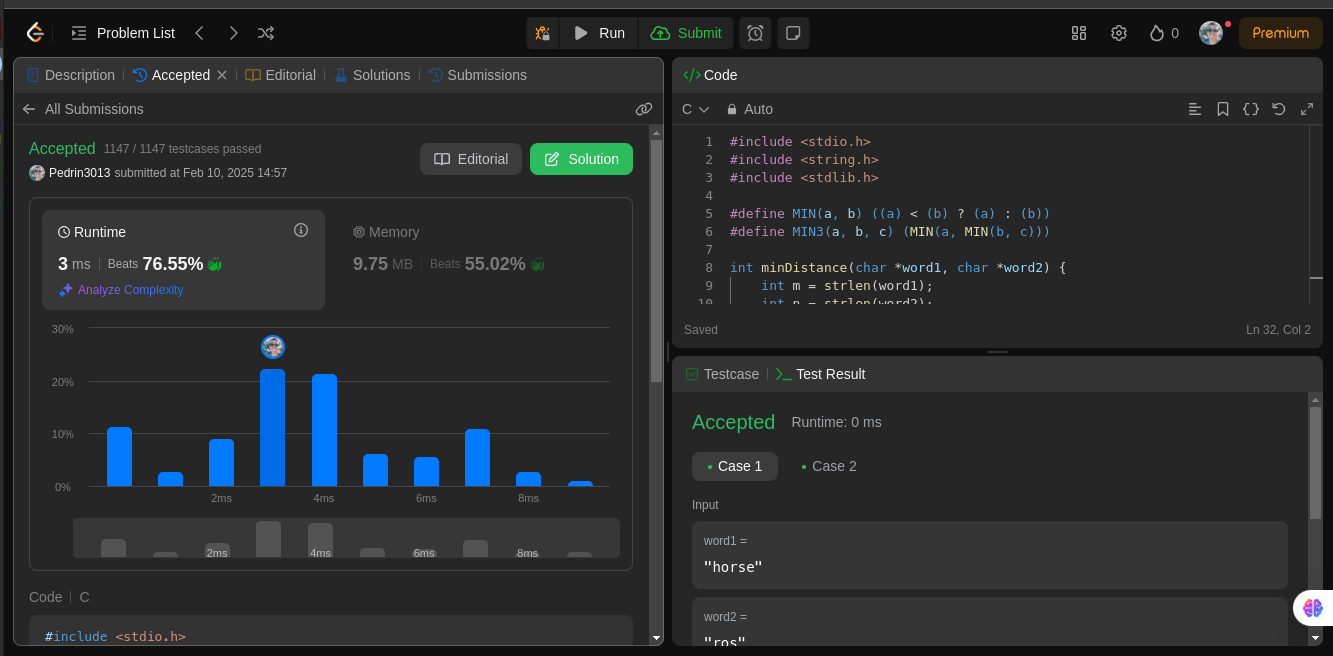 Problem List
Run
Submit
0
Premium
Description
Accepted
Editorial
Solutions
Submissions
All Submissions
Accepted 1147 / 1147 testcases passed
Pedrin3013 submitted at Feb 10, 2025 14:57
Editorial
Solution
Runtime
3 ms | Beats 76.55%
Analyze Complexity
Memory
9.75 MB | Beats 55.02%
30%
20%
10%
0%
2ms 4ms 6ms 8ms
2ms 4ms 6ms 8ms
Code | C
#include <stdio.h>
Code
C
Auto
1 #include <stdio.h>
2 #include <string.h>
3 #include <stdlib.h>
4
5 #define MIN(a, b) ((a) < (b) ? (a) : (b))
6 #define MIN3(a, b, c) (MIN(a, MIN(b, c)))
7
8 int minDistance(char *word1, char *word2) {
9 int m = strlen(word1);
10 int n = strlen(word2);
Saved
Ln 32, Col 2
Testcase
Test Result
Accepted Runtime: 0 ms
Case 1
Case 2
Input
word1 =
"horse"
word2 =
"ros"